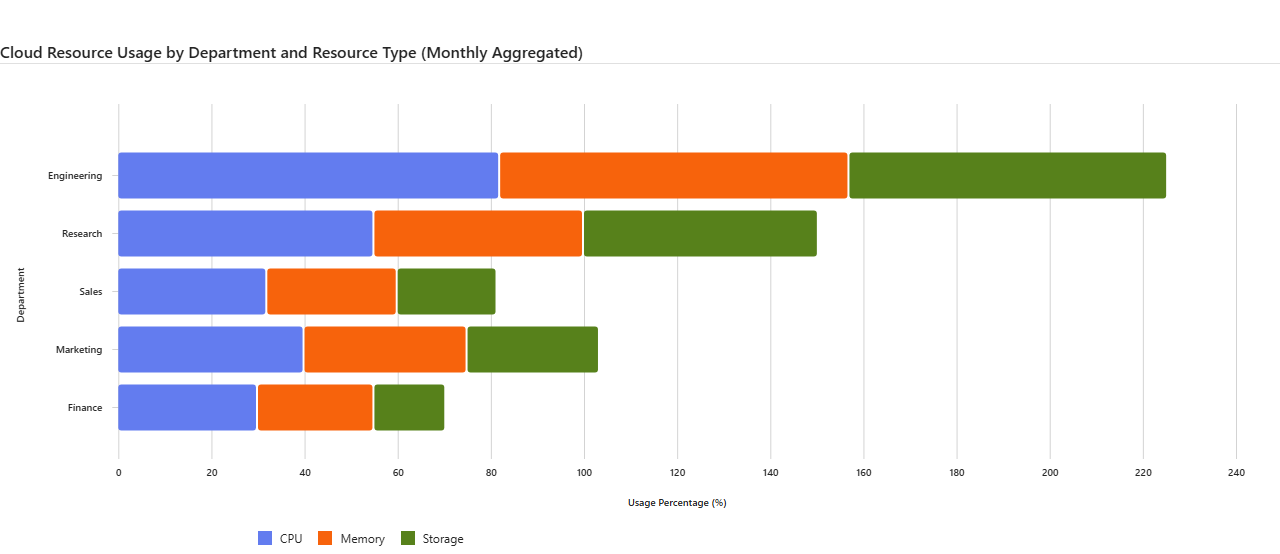 Cloud Resource Usage by Department and Resource Type (Monthly Aggregated)
Department
Engineering
Research
Sales
Marketing
Finance
0 20 40 60 80 100 120 140 160 180 200 220 240
Usage Percentage (%)
CPU Memory Storage